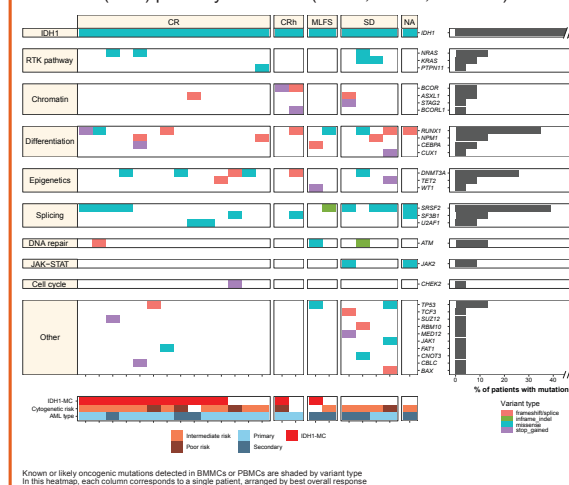 CR CRh MLFS SD NA
IDH1 IDH1
RTK pathway NRAS
KRAS
PTPN11
Chromatin BCOR
ASXL1
STAG2
BCORL1
Differentiation RUNX1
NPM1
CEBPA
CUX1
Epigenetics DNMT3A
TET2
WT1
Splicing SRSF2
SF3B1
U2AF1
DNA repair ATM
JAK-STAT JAK2
Cell cycle CHEK2
Other TP53
TCF3
SUZ12
RBM10
MED12
JAK1
FAT1
CNOT3
CBLC
BAX
0 10 20 30 40
% of patients with mutation
Variant type
frameshift/splice
inframe_indel
missense
stop_gained
IDH1-MC
Cytogenetic risk
AML type
Intermediate risk Primary IDH1-MC
Poor risk Secondary
Known or likely oncogenic mutations detected in BMMCs or PBMCs are shaded by variant type
In this heatmap, each column corresponds to a single patient, arranged by best overall response